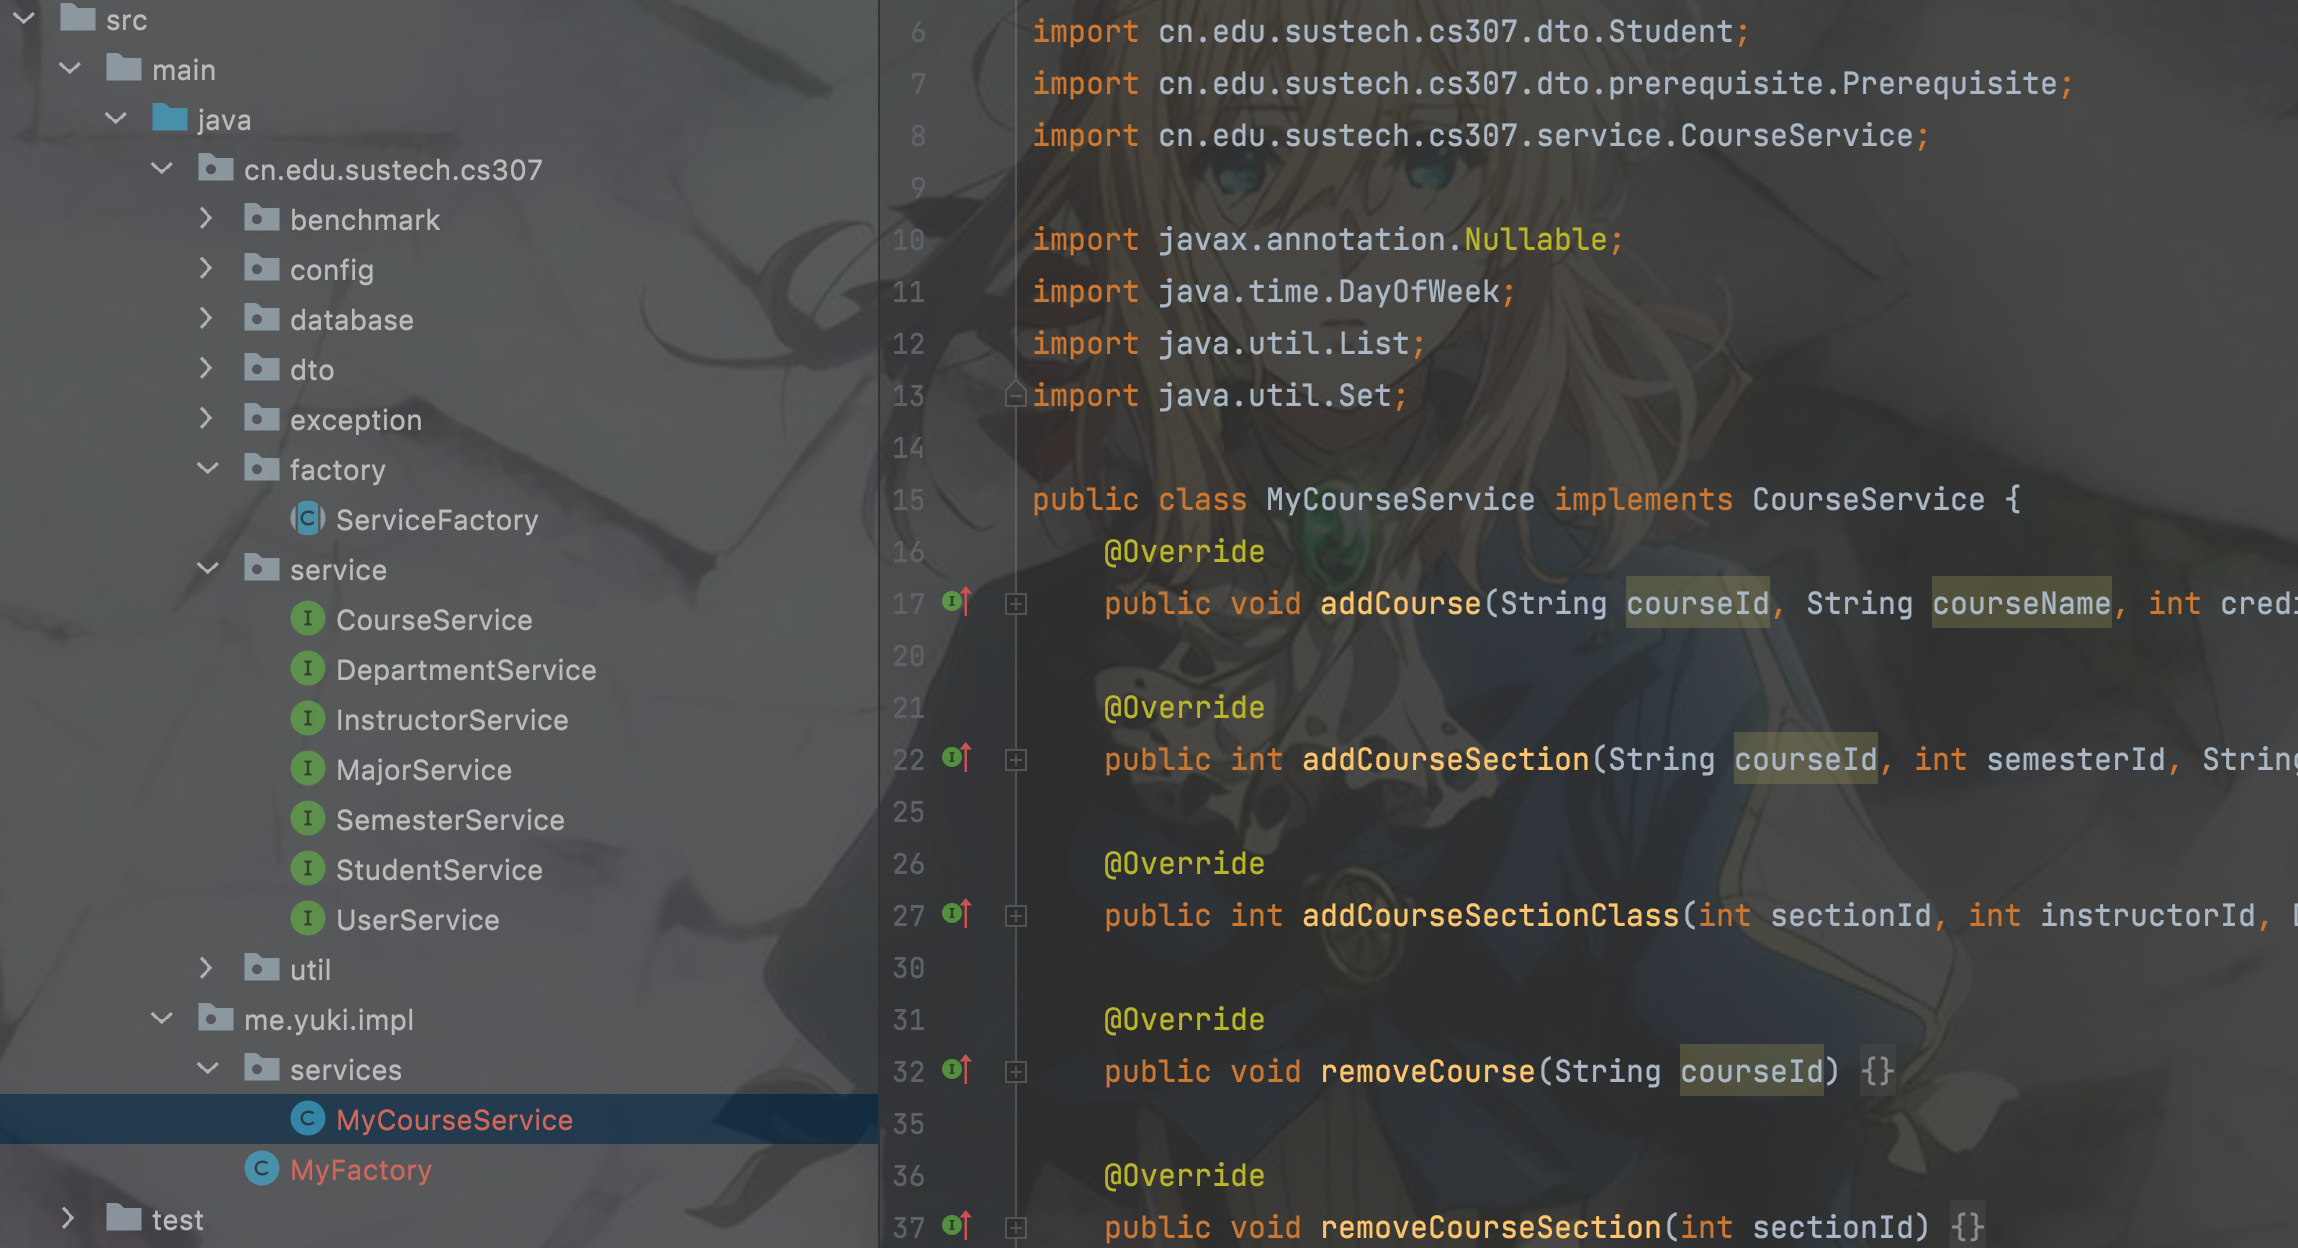 src
main
java
cn.edu.sustech.cs307
benchmark
config
database
dto
exception
factory
ServiceFactory
service
CourseService
DepartmentService
InstructorService
MajorService
SemesterService
StudentService
UserService
util
me.yuki.impl
services
MyCourseService
MyFactory
test
6 import cn.edu.sustech.cs307.dto.Student;
7 import cn.edu.sustech.cs307.dto.prerequisite.Prerequisite;
8 import cn.edu.sustech.cs307.service.CourseService;
9
10 import javax.annotation.Nullable;
11 import java.time.DayOfWeek;
12 import java.util.List;
13 import java.util.Set;
14
15 public class MyCourseService implements CourseService {
16 @Override
17 public void addCourse(String courseId, String courseName, int credi
20
21 @Override
22 public int addCourseSection(String courseId, int semesterId, String
25
26 @Override
27 public int addCourseSectionClass(int sectionId, int instructorId,
30
31 @Override
32 public void removeCourse(String courseId) {}
35
36 @Override
37 public void removeCourseSection(int sectionId) {}